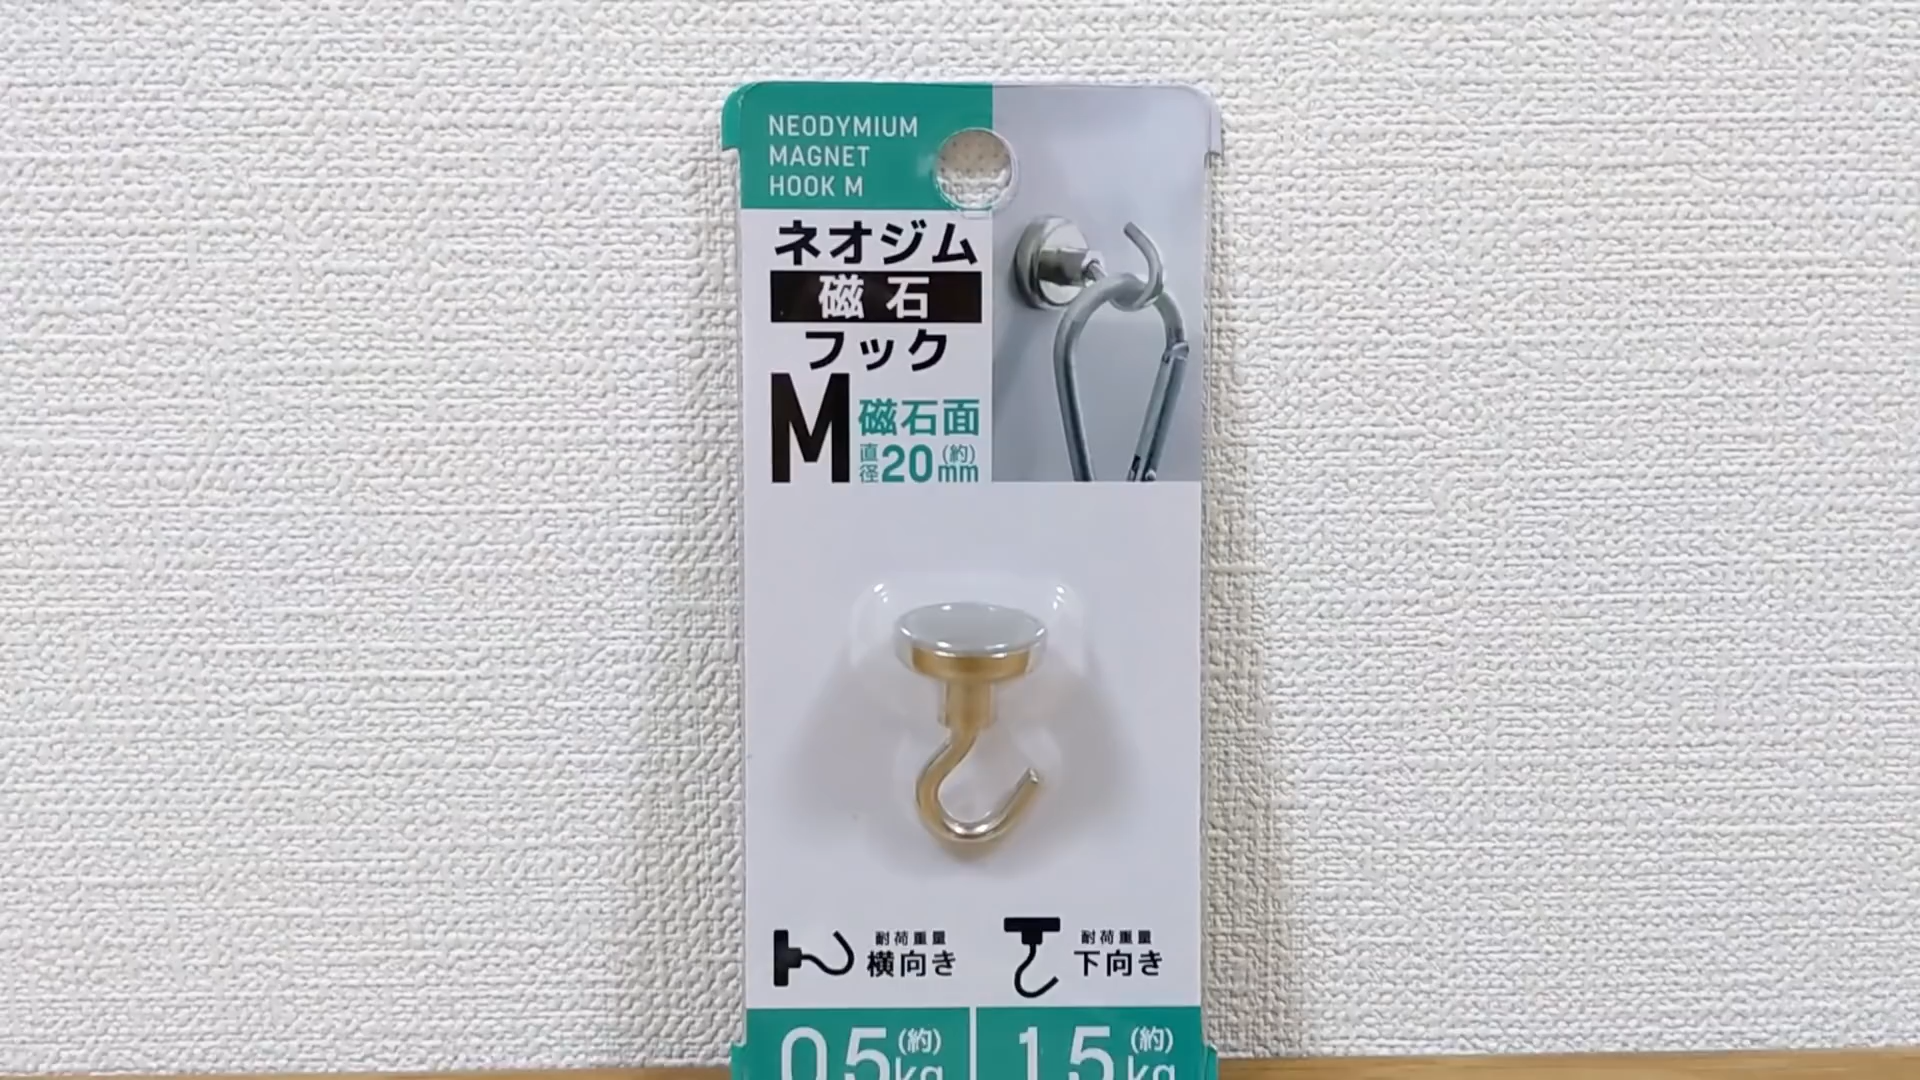 NEODYMIUM
MAGNET
HOOK M
ネオジム
磁石
フック
M
磁石面
直径20(約)mm
耐荷重量
横向き
耐荷重量
下向き
0.5(約)kg
1.5(約)kg